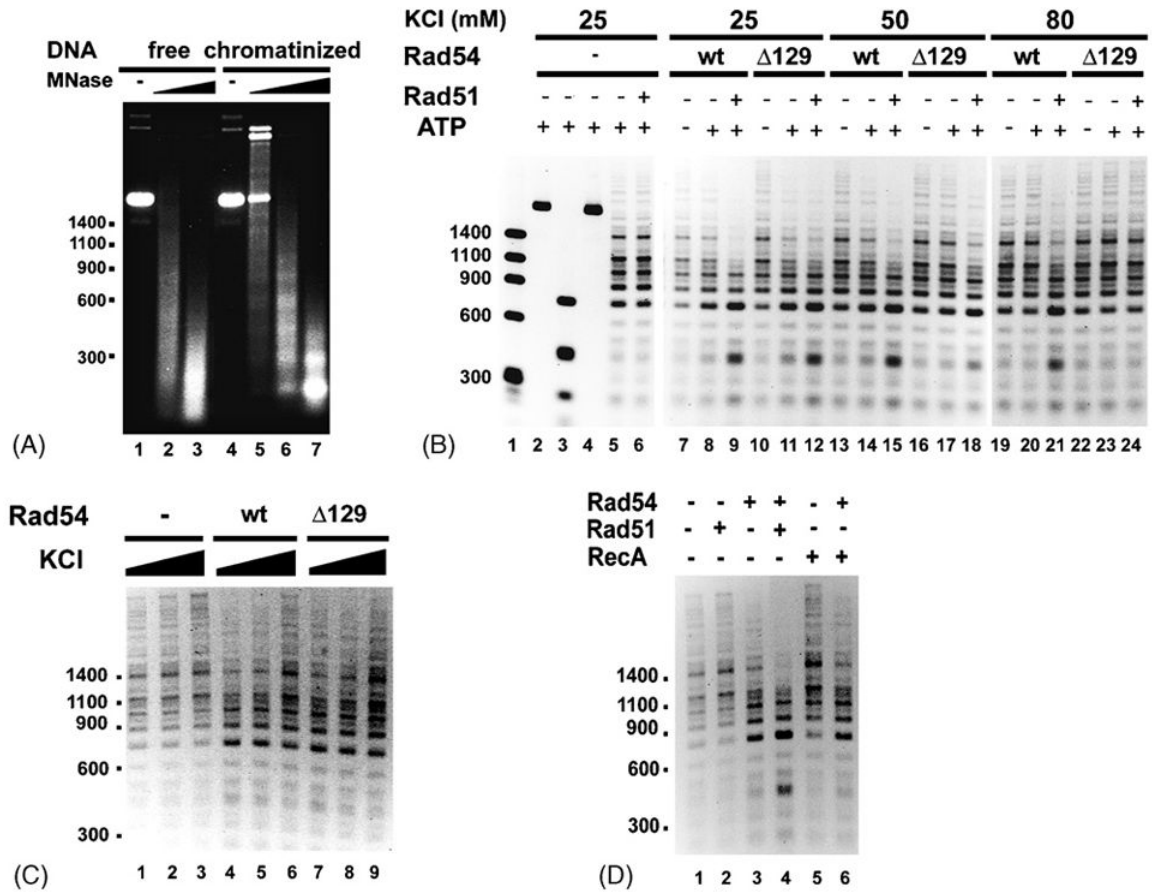 DNA free chromatinized
MNase - -
1400
1100
900
600
300
1 2 3 4 5 6 7
(A)
KCl (mM) 25 25 50 80
Rad54 - wt Δ129 wt Δ129 wt Δ129
Rad51 - - - - + - - + - - + - - + - - + - - + - - +
ATP + + + + + - + + - + + - + + - + + - + + - + +
1400
1100
900
600
300
1 2 3 4 5 6 7 8 9 10 11 12 13 14 15 16 17 18 19 20 21 22 23 24
(B)
Rad54 - wt Δ129
KCl
1400
1100
900
600
300
1 2 3 4 5 6 7 8 9
(C)
Rad54 - - + + - +
Rad51 - + - + - -
RecA - - - - + +
1400
1100
900
600
300
1 2 3 4 5 6
(D)